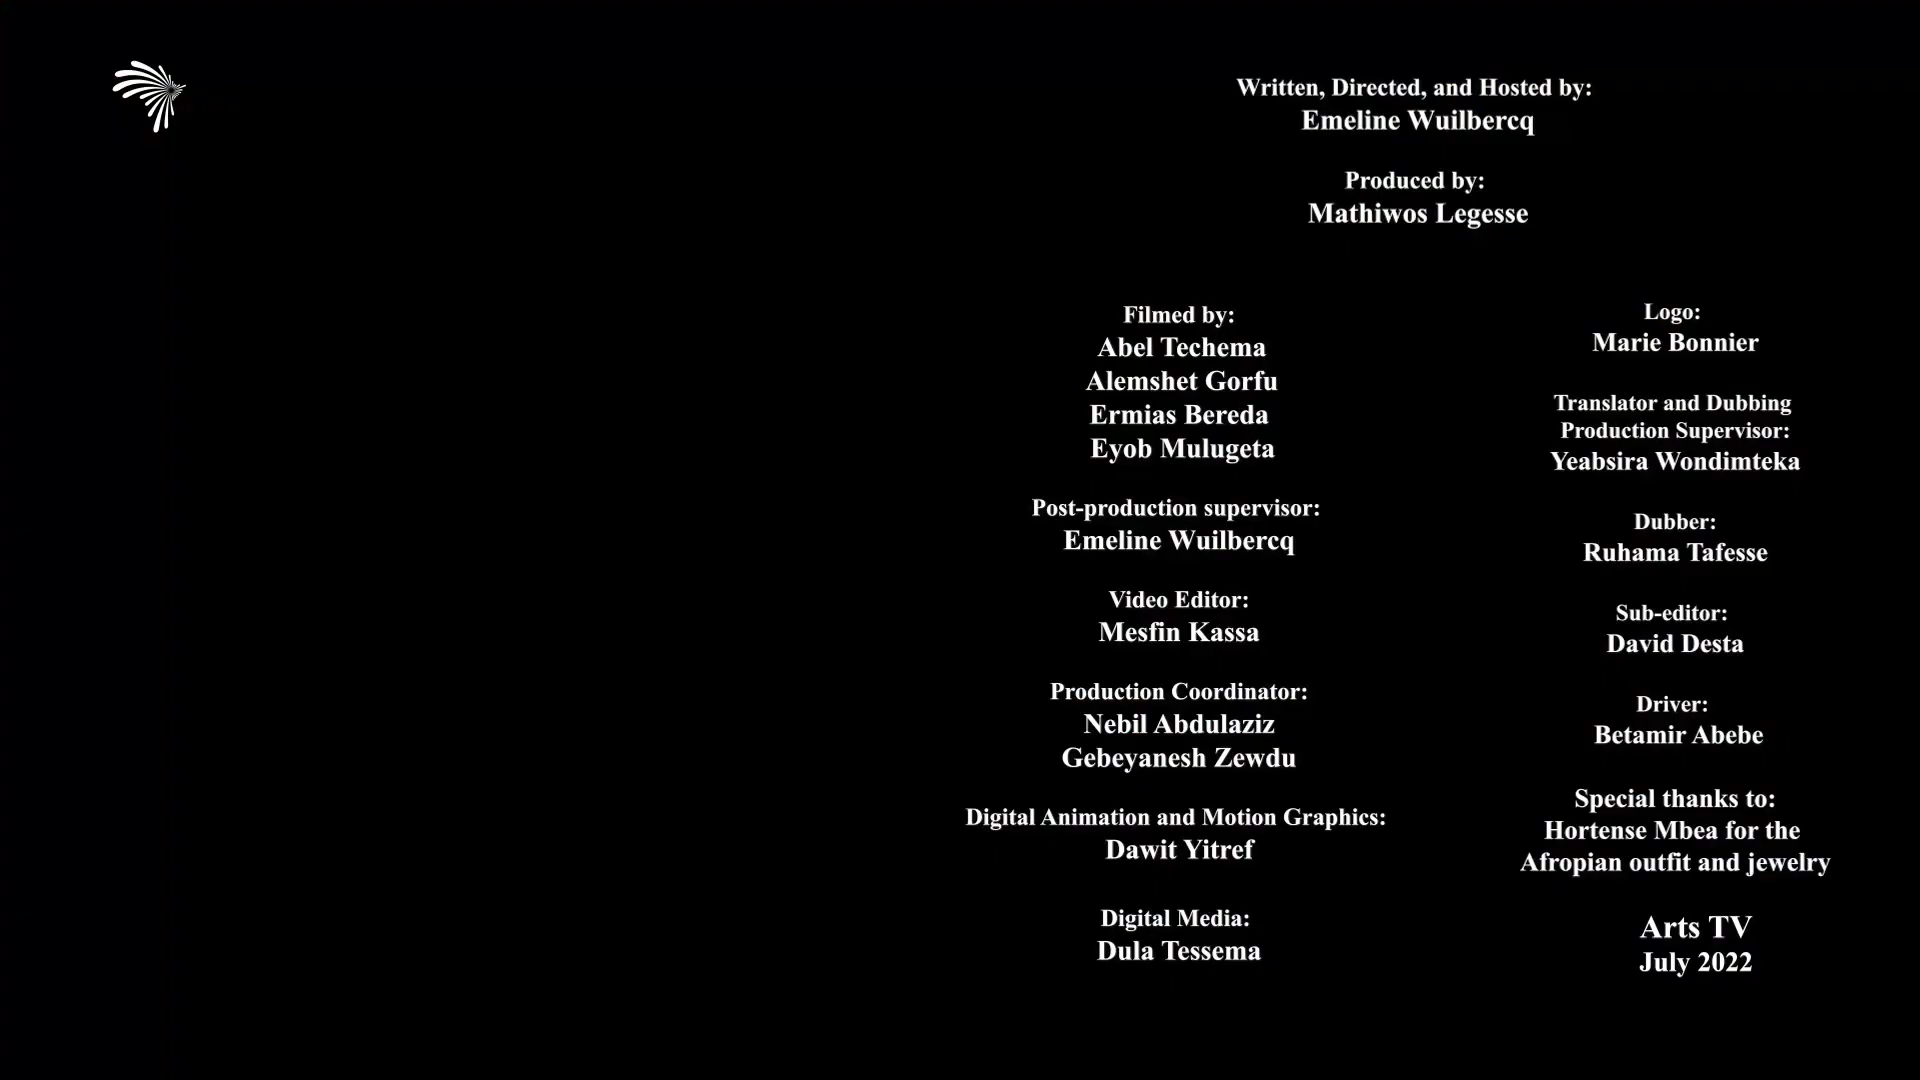 Written, Directed, and Hosted by:
Emeline Wuilbercq
Produced by:
Mathiwos Legesse
Filmed by:
Abel Techema
Alemshet Gorfu
Ermias Bereda
Eyob Mulugeta
Post-production supervisor:
Emeline Wuilbercq
Video Editor:
Mesfin Kassa
Production Coordinator:
Nebil Abdulaziz
Gebeyanesh Zewdu
Digital Animation and Motion Graphics:
Dawit Yitref
Digital Media:
Dula Tessema
Logo:
Marie Bonnier
Translator and Dubbing
Production Supervisor:
Yeabsira Wondimteka
Dubber:
Ruhama Tafesse
Sub-editor:
David Desta
Driver:
Betamir Abebe
Special thanks to:
Hortense Mbea for the
Afropian outfit and jewelry
Arts TV
July 2022